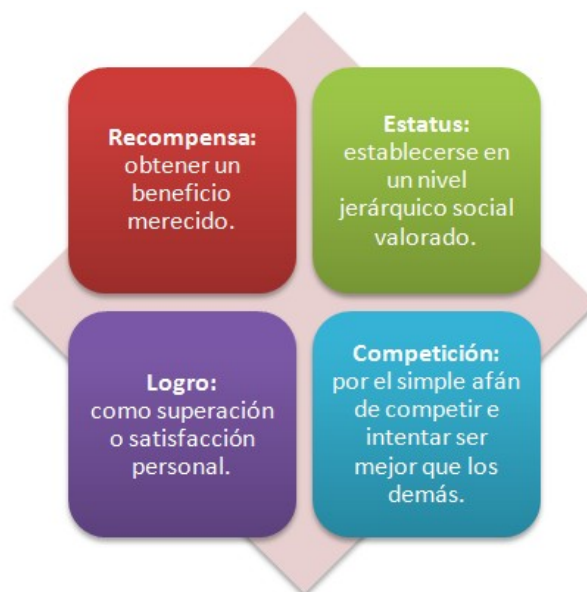 Recompensa:
obtener un
beneficio
merecido.
Estatus:
establecerse en
un nivel
jerárquico social
valorado.
Logro:
como superación
o satisfacción
personal.
Competición:
por el simple afán
de competir e
intentar ser
mejor que los
demás.